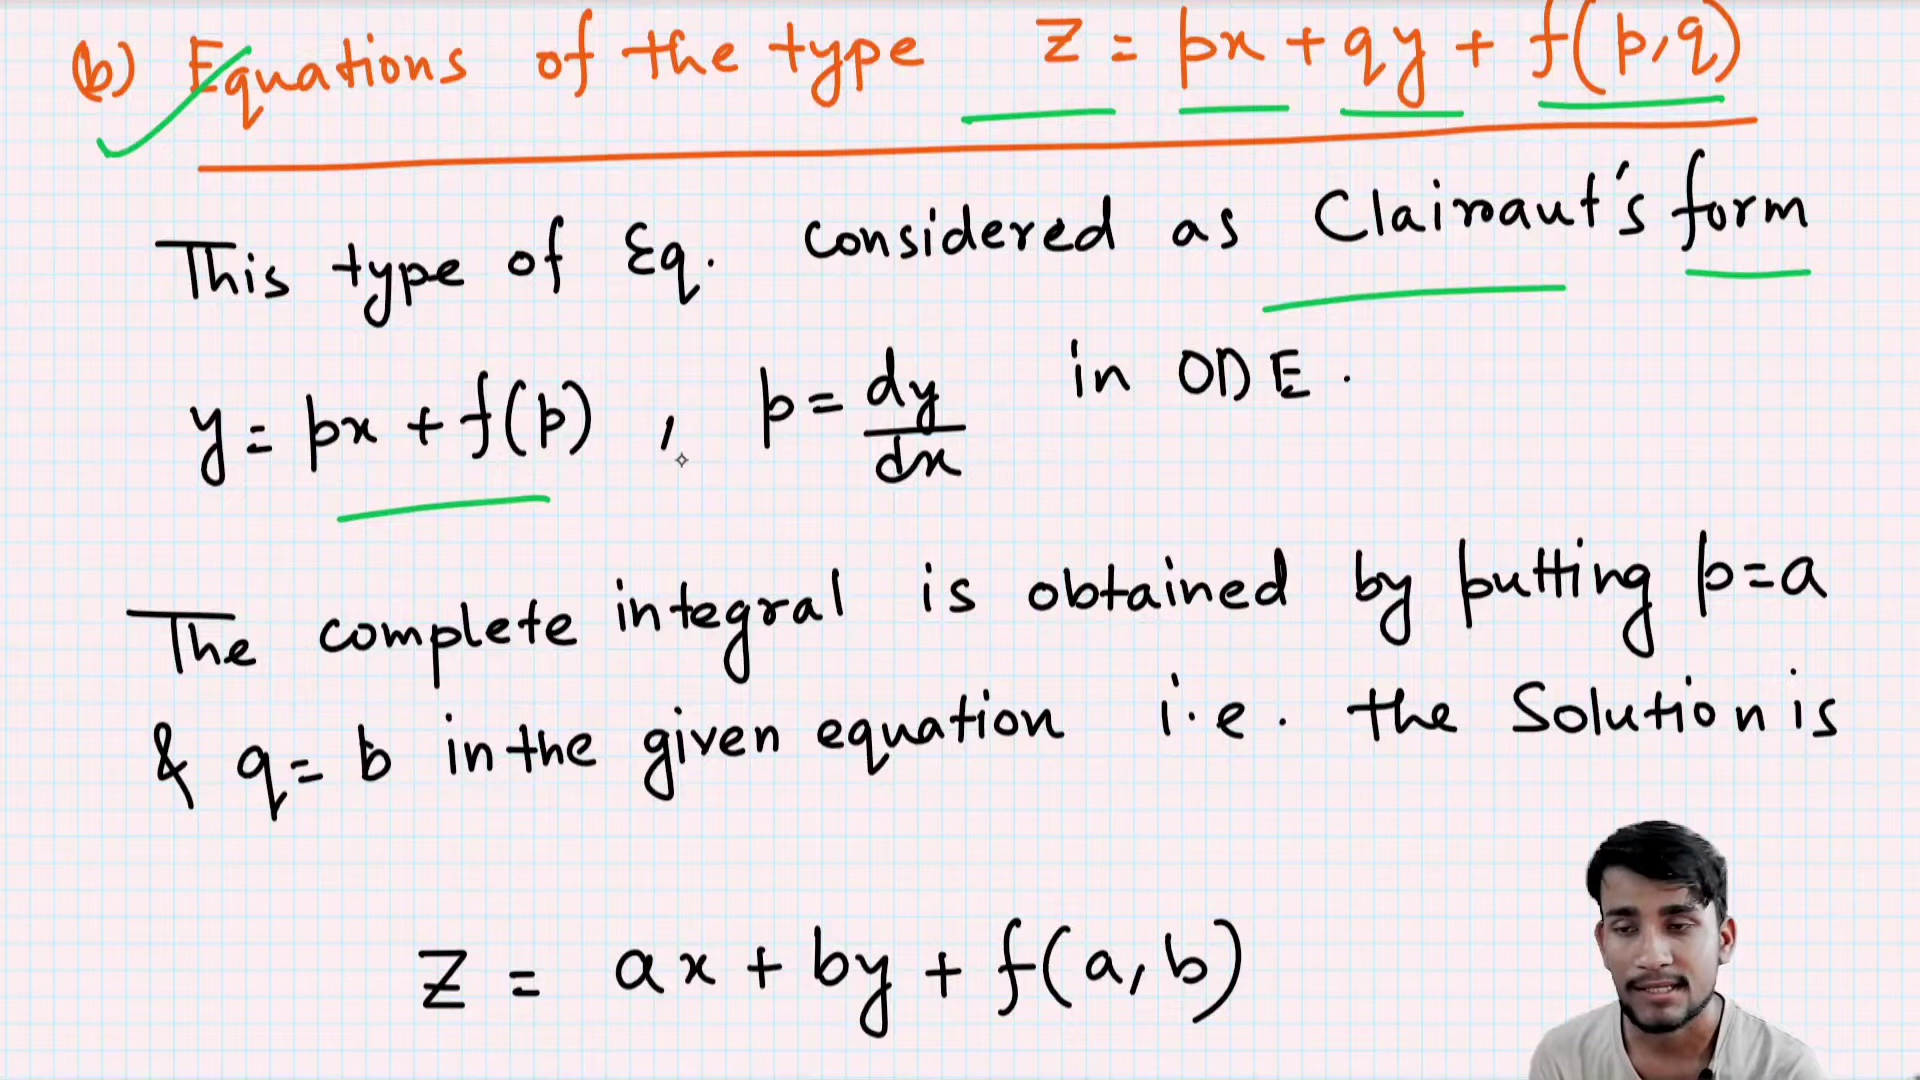 (b) Equations of the type z = px + qy + f(p,q)
This type of Eq. considered as Clairaut's form
y = px + f(p) , p = dy/dx in ODE.
The complete integral is obtained by putting p=a
& q= b in the given equation i.e. the Solution is
z = ax + by + f(a,b)